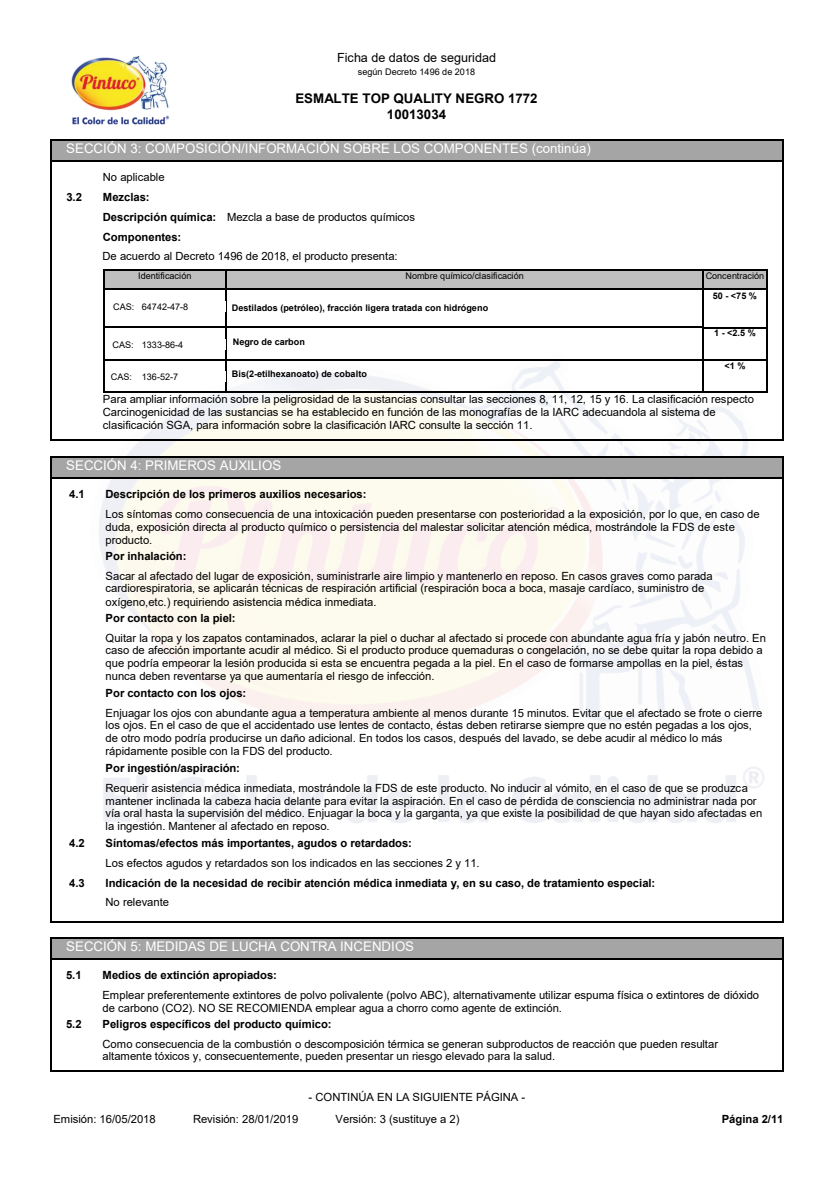 Ficha de datos de seguridad
según Decreto 1496 de 2018
Pintuco®
El Color de la Calidad®
ESMALTE TOP QUALITY NEGRO 1772
10013034
SECCIÓN 3: COMPOSICIÓN/INFORMACIÓN SOBRE LOS COMPONENTES (continúa)
No aplicable
3.2 Mezclas:
Descripción química: Mezcla a base de productos químicos
Componentes:
De acuerdo al Decreto 1496 de 2018, el producto presenta:
Identificación Nombre químico/clasificación Concentración
CAS: 64742-47-8 Destilados (petróleo), fracción ligera tratada con hidrógeno 50 - <75 %
CAS: 1333-86-4 Negro de carbon 1 - <2.5 %
CAS: 136-52-7 Bis(2-etilhexanoato) de cobalto <1 %
Para ampliar información sobre la peligrosidad de la sustancias consultar las secciones 8, 11, 12, 15 y 16. La clasificación respecto
Carcinogenicidad de las sustancias se ha establecido en función de las monografías de la IARC adecuandola al sistema de
clasificación SGA, para información sobre la clasificación IARC consulte la sección 11.
SECCIÓN 4: PRIMEROS AUXILIOS
4.1 Descripción de los primeros auxilios necesarios:
Los síntomas como consecuencia de una intoxicación pueden presentarse con posterioridad a la exposición, por lo que, en caso de
duda, exposición directa al producto químico o persistencia del malestar solicitar atención médica, mostrándole la FDS de este
producto.
Por inhalación:
Sacar al afectado del lugar de exposición, suministrarle aire limpio y mantenerlo en reposo. En casos graves como parada
cardiorespiratoria, se aplicarán técnicas de respiración artificial (respiración boca a boca, masaje cardíaco, suministro de
oxígeno,etc.) requiriendo asistencia médica inmediata.
Por contacto con la piel:
Quitar la ropa y los zapatos contaminados, aclarar la piel o duchar al afectado si procede con abundante agua fría y jabón neutro. En
caso de afección importante acudir al médico. Si el producto produce quemaduras o congelación, no se debe quitar la ropa debido a
que podría empeorar la lesión producida si esta se encuentra pegada a la piel. En el caso de formarse ampollas en la piel, éstas
nunca deben reventarse ya que aumentaría el riesgo de infección.
Por contacto con los ojos:
Enjuagar los ojos con abundante agua a temperatura ambiente al menos durante 15 minutos. Evitar que el afectado se frote o cierre
los ojos. En el caso de que el accidentado use lentes de contacto, éstas deben retirarse siempre que no estén pegadas a los ojos,
de otro modo podría producirse un daño adicional. En todos los casos, después del lavado, se debe acudir al médico lo más
rápidamente posible con la FDS del producto.
Por ingestión/aspiración:
Requerir asistencia médica inmediata, mostrándole la FDS de este producto. No inducir al vómito, en el caso de que se produzca
mantener inclinada la cabeza hacia delante para evitar la aspiración. En el caso de pérdida de consciencia no administrar nada por
vía oral hasta la supervisión del médico. Enjuagar la boca y la garganta, ya que existe la posibilidad de que hayan sido afectadas en
la ingestión. Mantener al afectado en reposo.
4.2 Síntomas/efectos más importantes, agudos o retardados:
Los efectos agudos y retardados son los indicados en las secciones 2 y 11.
4.3 Indicación de la necesidad de recibir atención médica inmediata y, en su caso, de tratamiento especial:
No relevante
SECCIÓN 5: MEDIDAS DE LUCHA CONTRA INCENDIOS
5.1 Medios de extinción apropiados:
Emplear preferentemente extintores de polvo polivalente (polvo ABC), alternativamente utilizar espuma física o extintores de dióxido
de carbono (CO2). NO SE RECOMIENDA emplear agua a chorro como agente de extinción.
5.2 Peligros específicos del producto químico:
Como consecuencia de la combustión o descomposición térmica se generan subproductos de reacción que pueden resultar
altamente tóxicos y, consecuentemente, pueden presentar un riesgo elevado para la salud.
- CONTINÚA EN LA SIGUIENTE PÁGINA -
Emisión: 16/05/2018 Revisión: 28/01/2019 Versión: 3 (sustituye a 2) Página 2/11